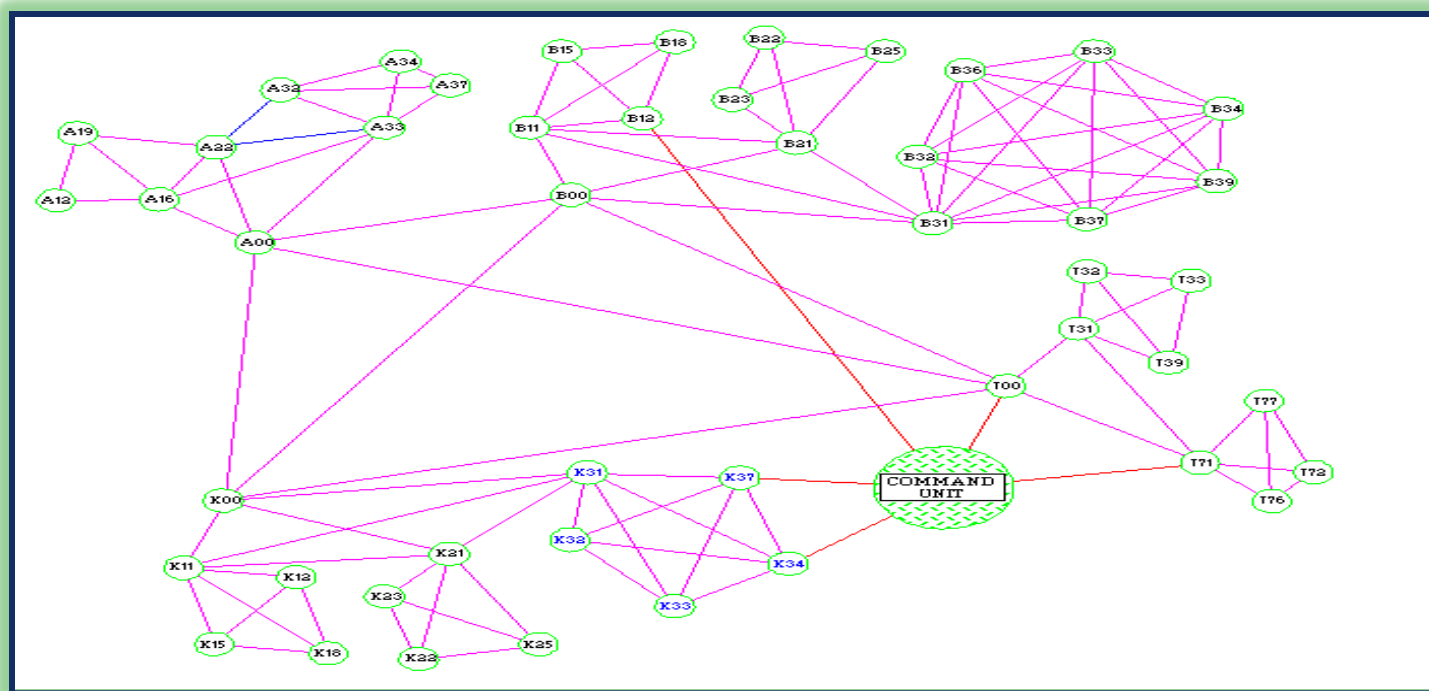 B18
B22
B15
B25
B33
A34
B36
A37
A32
B23
B34
B12
A33
B11
A19
B21
A22
B32
B39
B00
A16
A12
B37
B31
A00
T32
T33
T31
T39
T00
T77
T71
T72
K31
K37
COMMAND
UNIT
K00
T76
K32
K21
K34
K11
K12
K23
K33
K15
K25
K18
K22